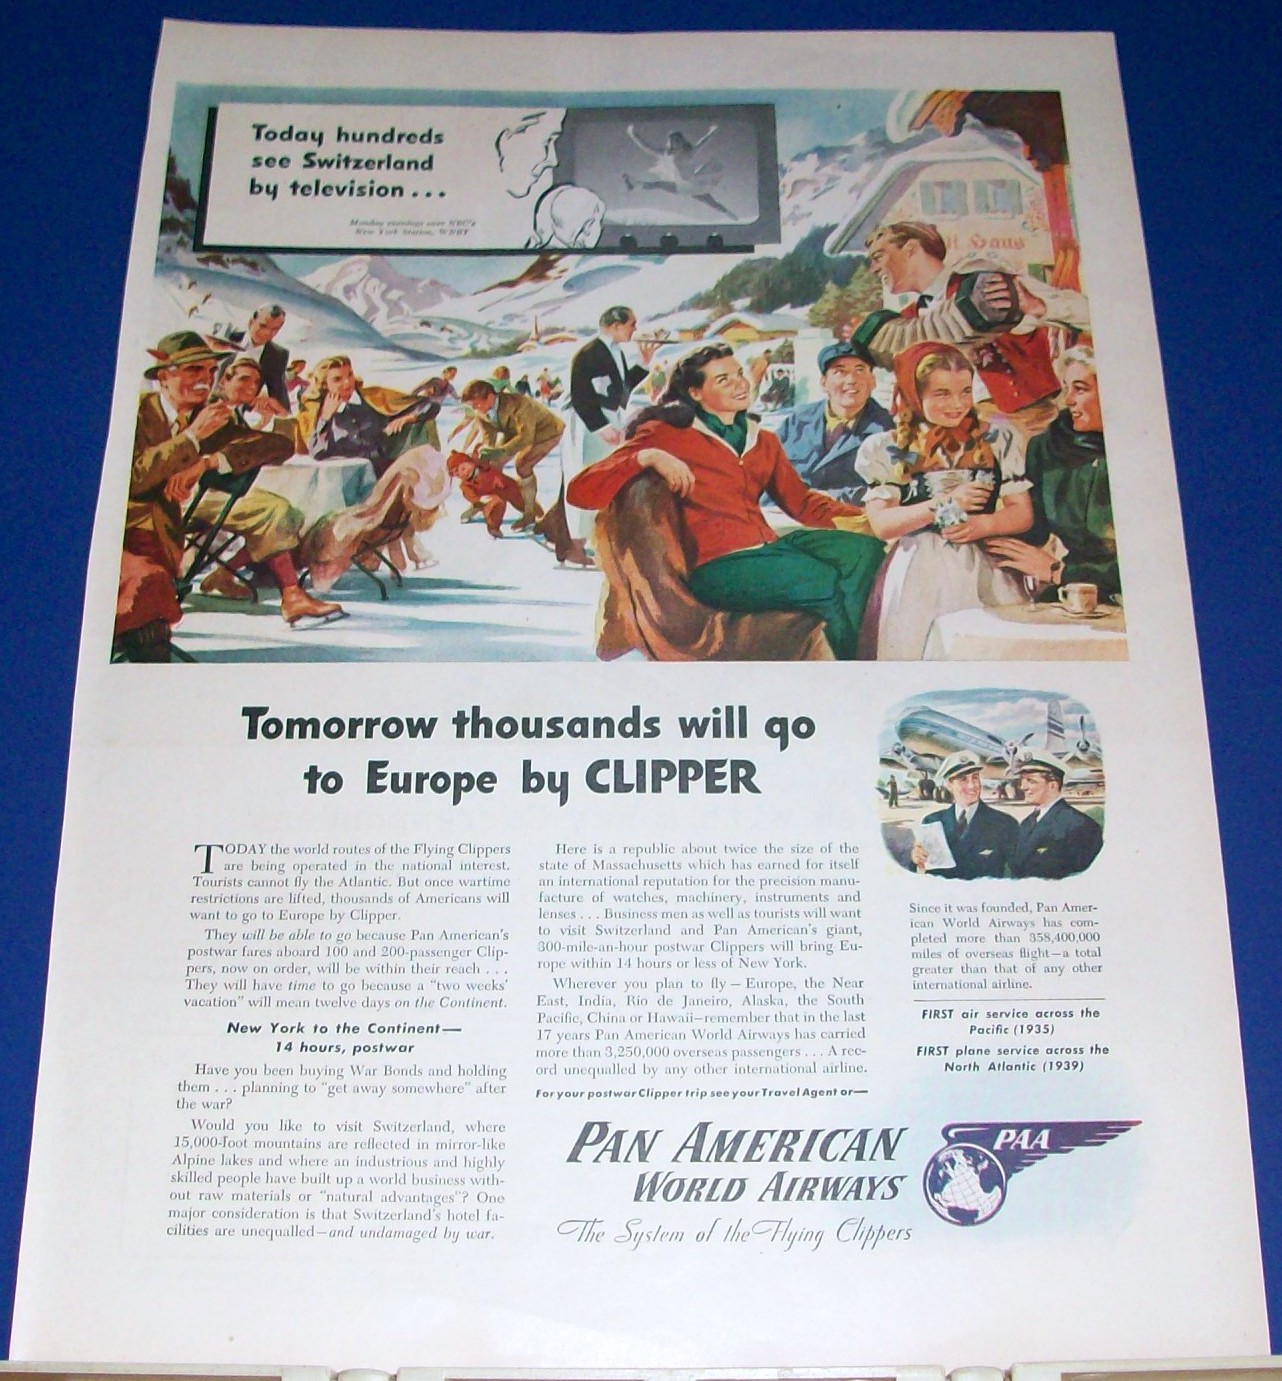 Today hundreds
see Switzerland
by television...
Monday evenings over NBC's
New York Station, WNBT
Haus
Tomorrow thousands will go
to Europe by CLIPPER
TODAY the world routes of the Flying Clippers
are being operated in the national interest.
Tourists cannot fly the Atlantic. But once wartime
restrictions are lifted, thousands of Americans will
want to go to Europe by Clipper.
They will be able to go because Pan American's
postwar fares aboard 100 and 200-passenger Clip-
pers, now on order, will be within their reach . . .
They will have time to go because a "two weeks'
vacation" will mean twelve days on the Continent.
New York to the Continent—
14 hours, postwar
Have you been buying War Bonds and holding
them . . . planning to "get away somewhere" after
the war?
Would you like to visit Switzerland, where
15,000-foot mountains are reflected in mirror-like
Alpine lakes and where an industrious and highly
skilled people have built up a world business with-
out raw materials or "natural advantages"? One
major consideration is that Switzerland's hotel fa-
cilities are unequalled—and undamaged by war.
Here is a republic about twice the size of the
state of Massachusetts which has earned for itself
an international reputation for the precision manu-
facture of watches, machinery, instruments and
lenses . . . Business men as well as tourists will want
to visit Switzerland and Pan American's giant,
300-mile-an-hour postwar Clippers will bring Eu-
rope within 14 hours or less of New York.
Wherever you plan to fly—Europe, the Near
East, India, Rio de Janeiro, Alaska, the South
Pacific, China or Hawaii—remember that in the last
17 years Pan American World Airways has carried
more than 3,250,000 overseas passengers . . . A rec-
ord unequalled by any other international airline.
For your postwar Clipper trip see your Travel Agent or—
Since it was founded, Pan Amer-
ican World Airways has com-
pleted more than 358,400,000
miles of overseas flight—a total
greater than that of any other
international airline.
FIRST air service across the
Pacific (1935)
FIRST plane service across the
North Atlantic (1939)
PAN AMERICAN
WORLD AIRWAYS
The System of the Flying Clippers
PAA